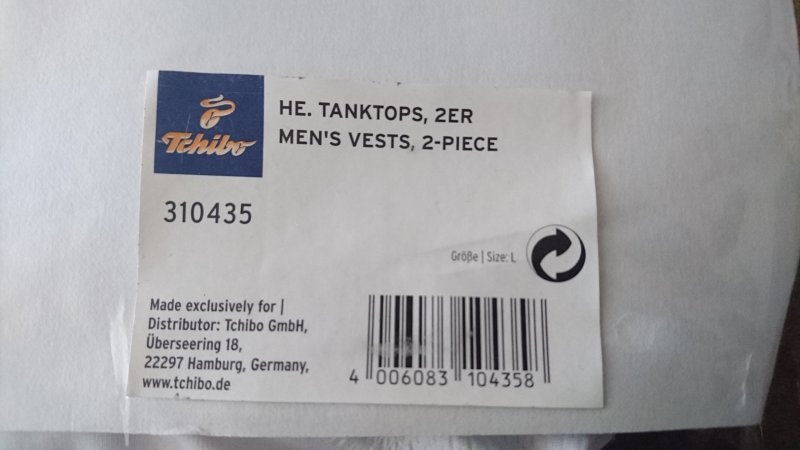 Tchibo
HE. TANKTOPS, 2ER
MEN'S VESTS, 2-PIECE
310435
Größe | Size: L
Made exclusively for |
Distributor: Tchibo GmbH,
Überseering 18,
22297 Hamburg, Germany,
www.tchibo.de
4 006083 104358